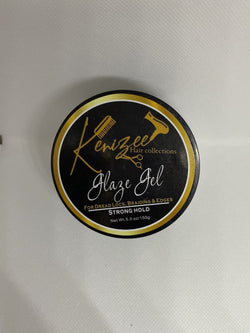 Kenizee
Hair collections
Glaze Gel
FOR DREAD LOCS, BRAIDING & EDGES
STRONG HOLD
Net Wt. 5.3 oz/150g